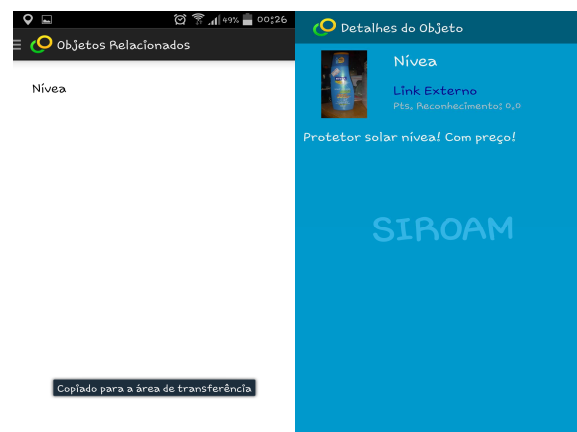 49% 00:26
Objetos Relacionados
Nívea
Copiado para a área de transferência
Detalhes do Objeto
Nívea
Link Externo
Pts. Reconhecimento: 0.0
Protetor solar nívea! Com preço!
SIROAM